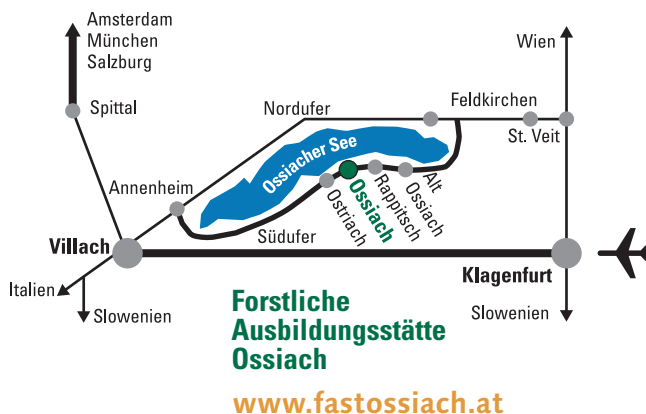 Amsterdam
München
Salzburg
Wien
Spittal
Nordufer
Feldkirchen
St. Veit
Ossiacher See
Annenheim
Ostriach
Ossiach
Rappitsch
Alt
Ossiach
Südufer
Villach
Klagenfurt
Italien
Slowenien
Slowenien
Forstliche
Ausbildungsstätte
Ossiach
www.fastossiach.at